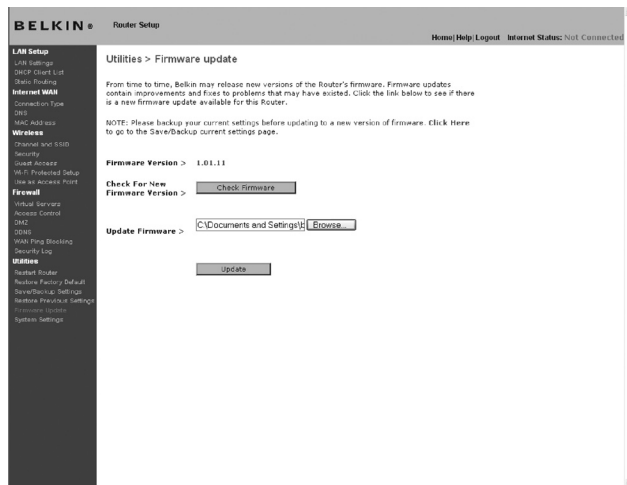 BELKIN® Router Setup
Home|Help|Logout Internet Status: Not Connected
LAN Setup
LAN Settings
DHCP Client List
Static Routing
Internet WAN
Connection Type
DNS
MAC Address
Wireless
Channel and SSID
Security
Guest Access
Wi-Fi Protected Setup
Use as Access Point
Firewall
Virtual Servers
Access Control
DMZ
DDNS
WAN Ping Blocking
Security Log
Utilities
Restart Router
Restore Factory Default
Save/Backup Settings
Restore Previous Settings
Firmware Update
System Settings
Utilities > Firmware update
From time to time, Belkin may release new versions of the Router's firmware. Firmware updates
contain improvements and fixes to problems that may have existed. Click the link below to see if there
is a new firmware update available for this Router.
NOTE: Please backup your current settings before updating to a new version of firmware. Click Here
to go to the Save/Backup current settings page.
Firmware Version > 1.01.11
Check For New
Firmware Version > Check Firmware
Update Firmware > C:\Documents and Settings\b Browse...
Update